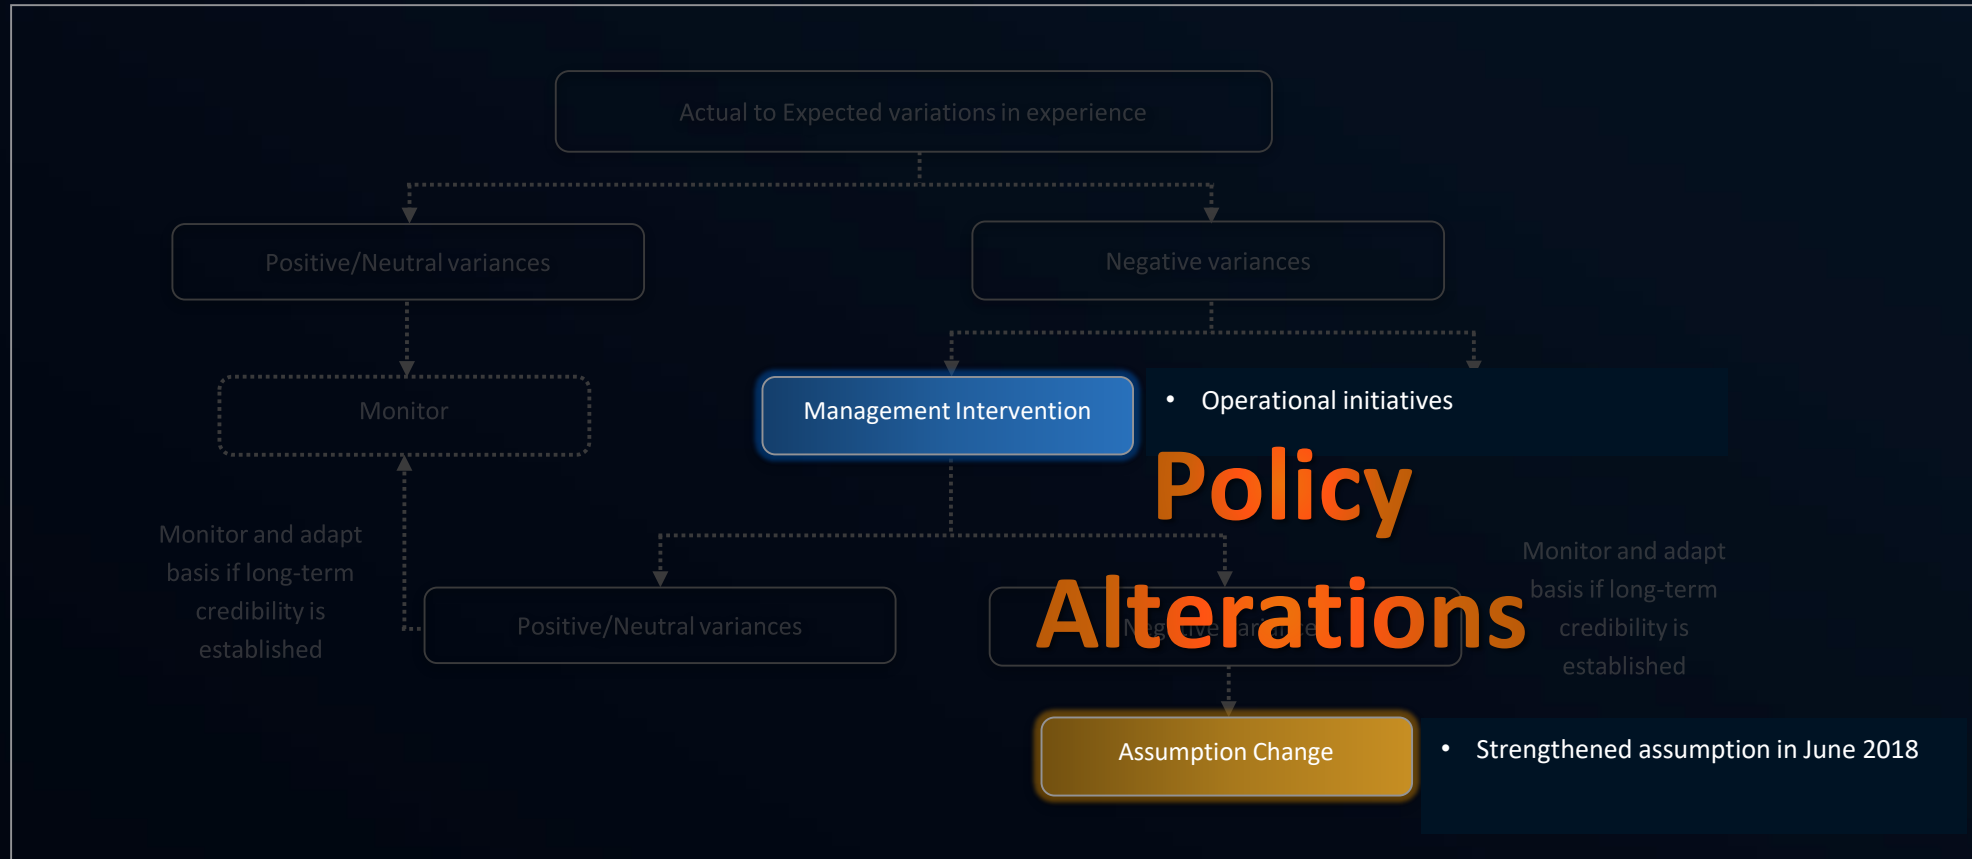 Actual to Expected variations in experience
Positive/Neutral variances
Negative variances
Monitor
Management Intervention
• Operational initiatives
Policy
Alterations
Monitor and adapt
basis if long-term
credibility is
established
Positive/Neutral variances
Negative variances
Monitor and adapt
basis if long-term
credibility is
established
Assumption Change
• Strengthened assumption in June 2018